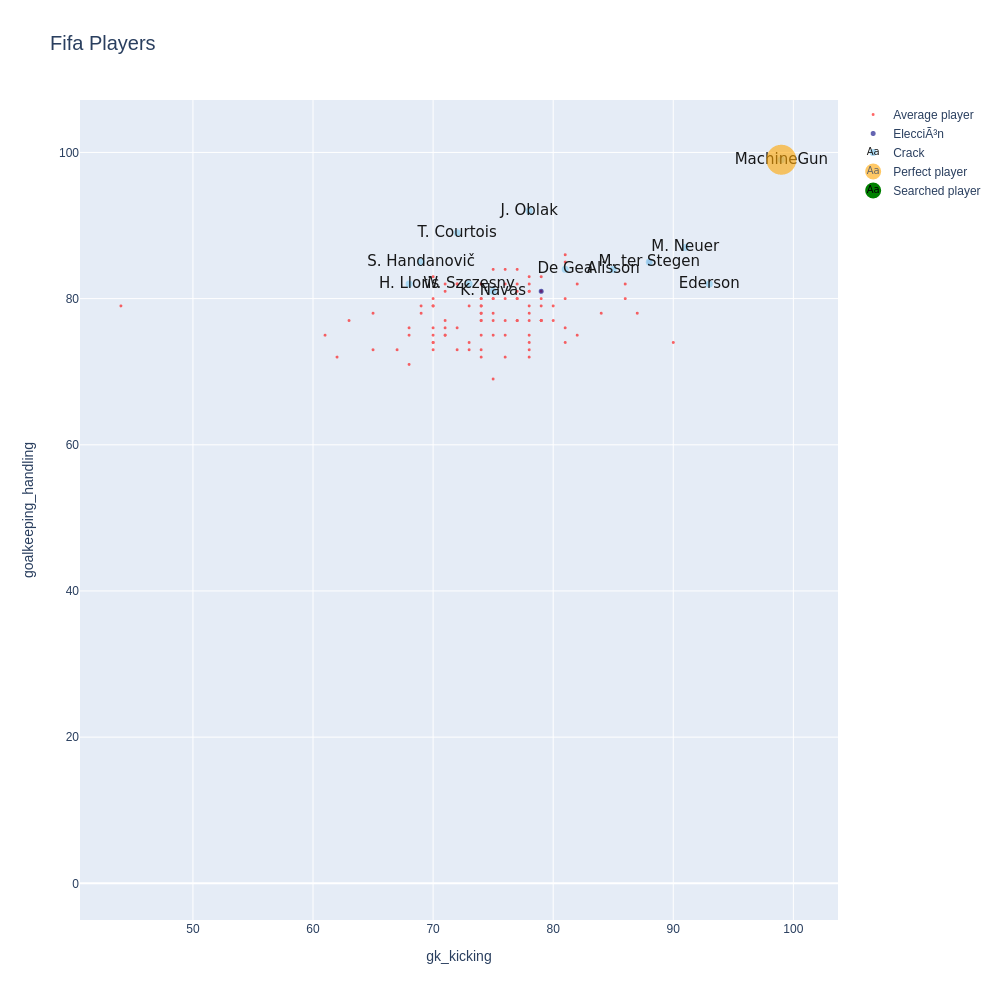 Fifa Players
Average player
ElecciÃ³n
Aa Crack
Aa Perfect player
Aa Searched player
100
80
60
40
20
0
goalkeeping_handling
MachineGun
J. Oblak
T. Courtois
M. Neuer
S. Handanovič
M. ter Stegen
De Gea
Alisson
H. Lloris
W. Szczesny
Ederson
K. Navas
50 60 70 80 90 100
gk_kicking